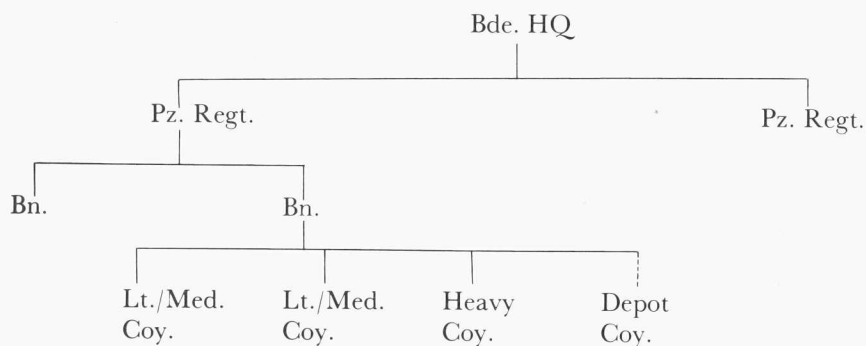 Bde. HQ
Pz. Regt.
Pz. Regt.
Bn.
Bn.
Lt./Med.
Coy.
Lt./Med.
Coy.
Heavy
Coy.
Depot
Coy.